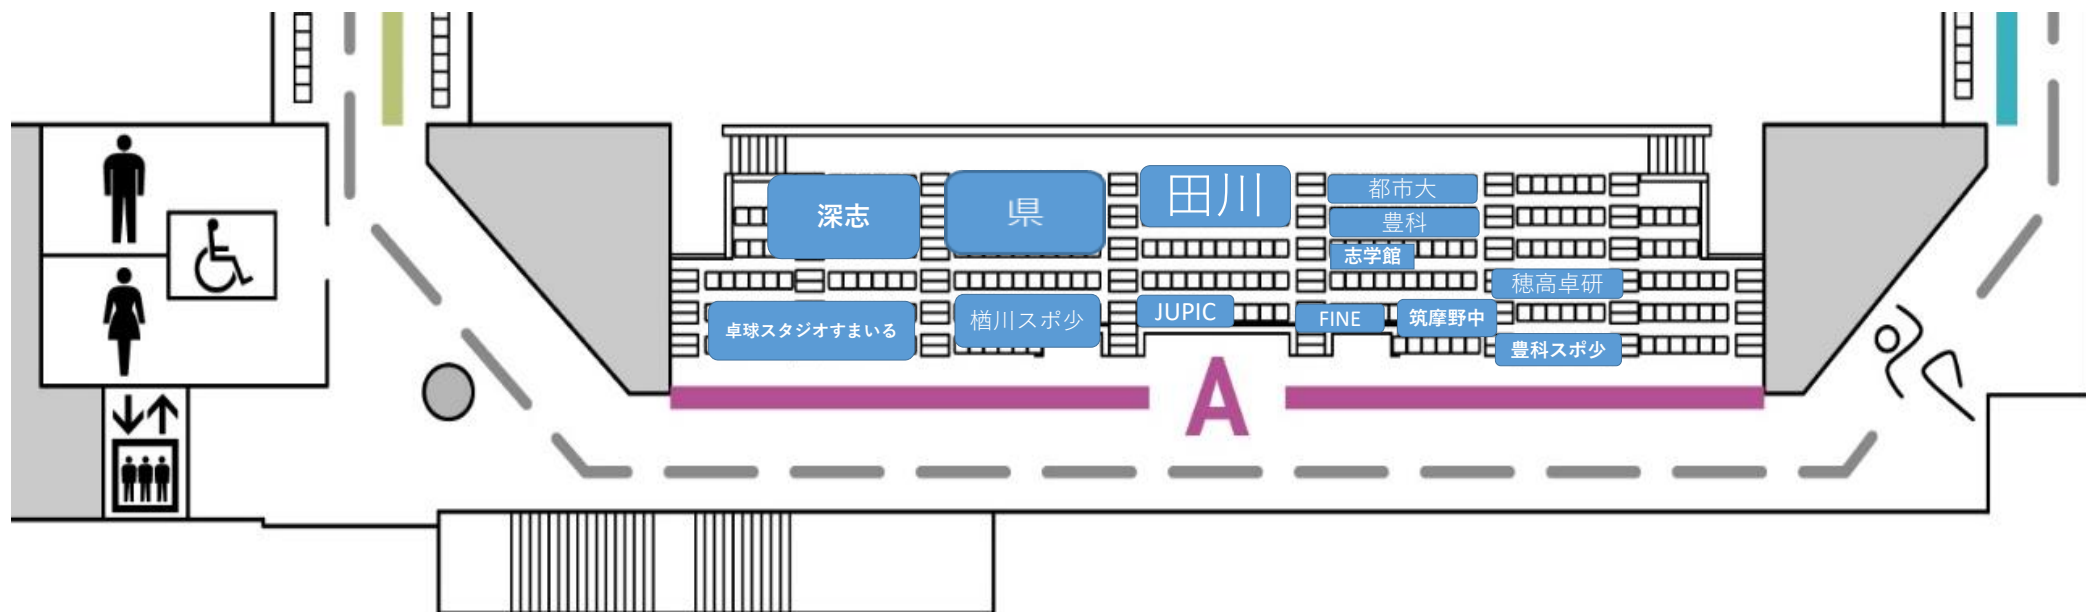 深志
県
田川
都市大
豊科
志学館
穂高卓研
卓球スタジオすまいる
楢川スポ少
JUPIC
FINE
筑摩野中
豊科スポ少
A